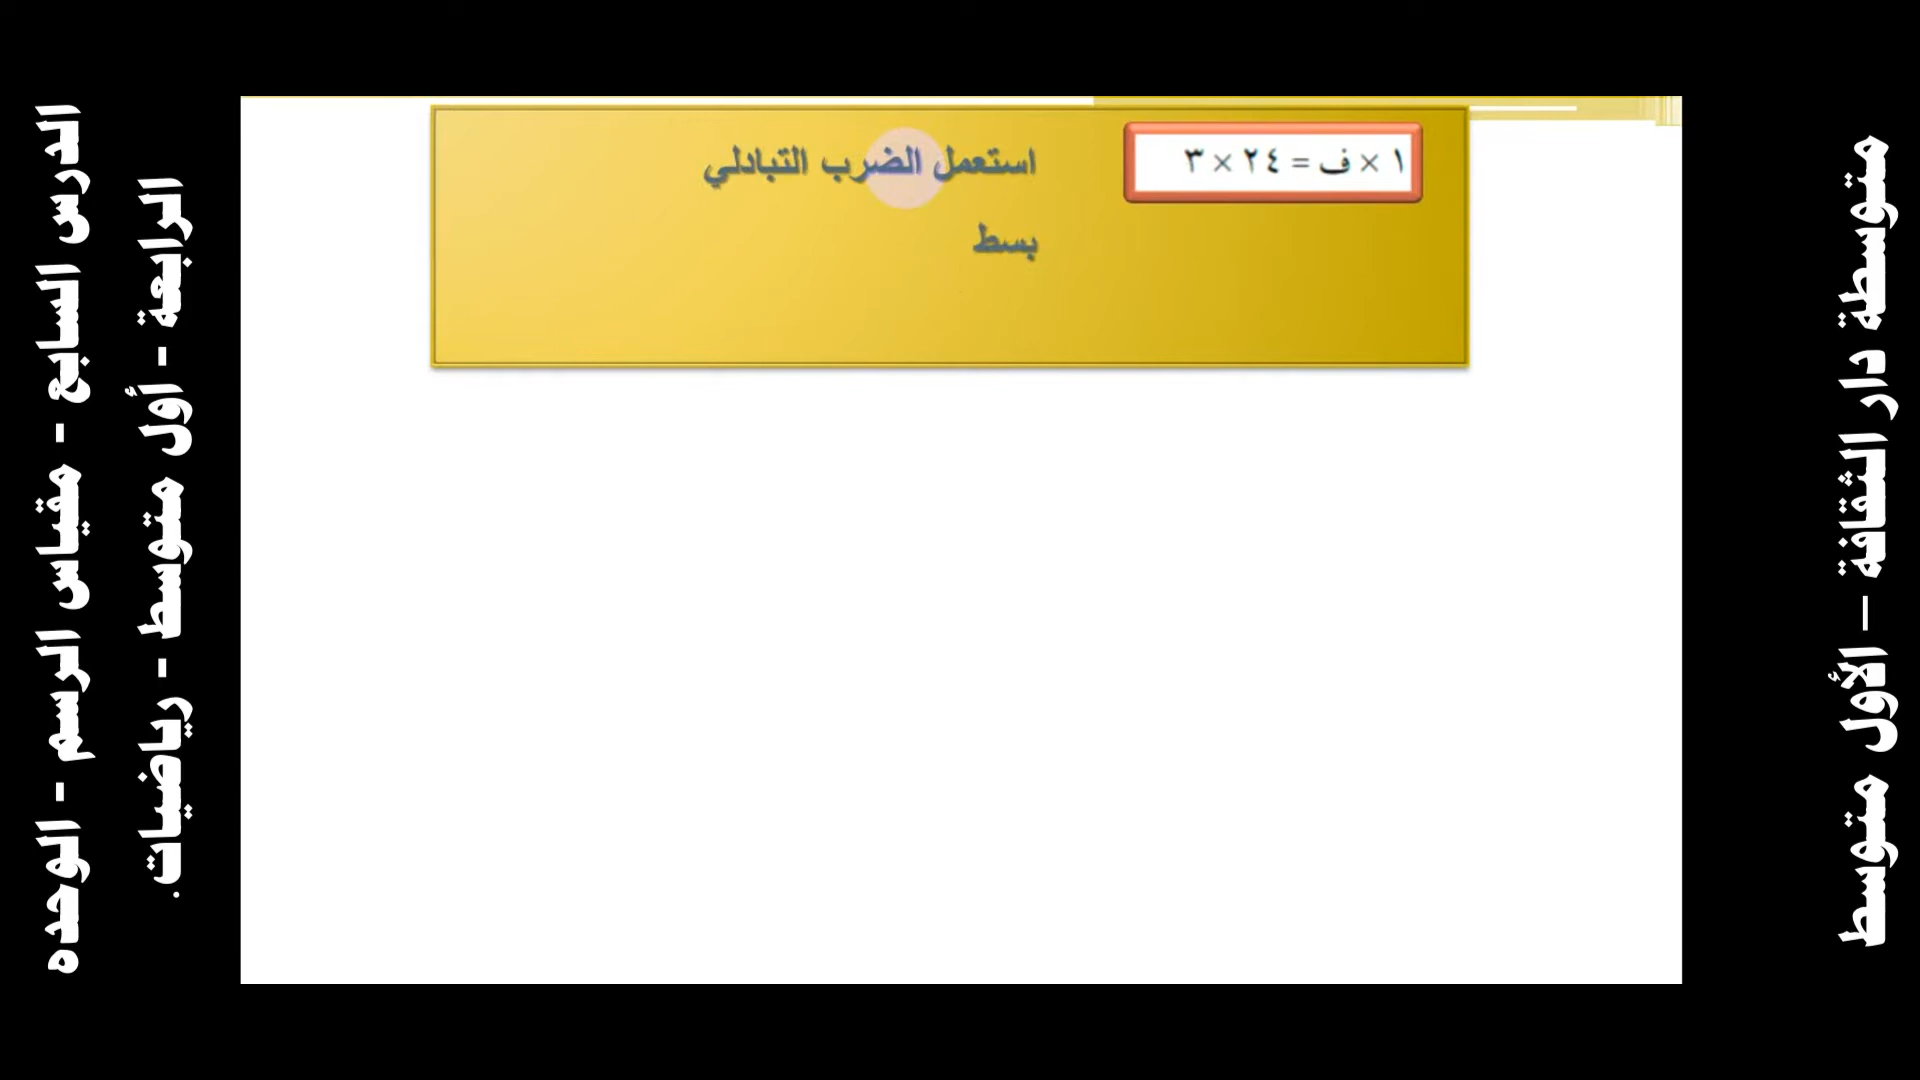 متوسطة دار الثقافة – الأول متوسط
١ × ف = ٢٤ × ٣
استعمل الضرب التبادلي
بسط
الدرس السابع - مقياس الرسم - الوحده
الرابعة - أول متوسط - رياضيات.